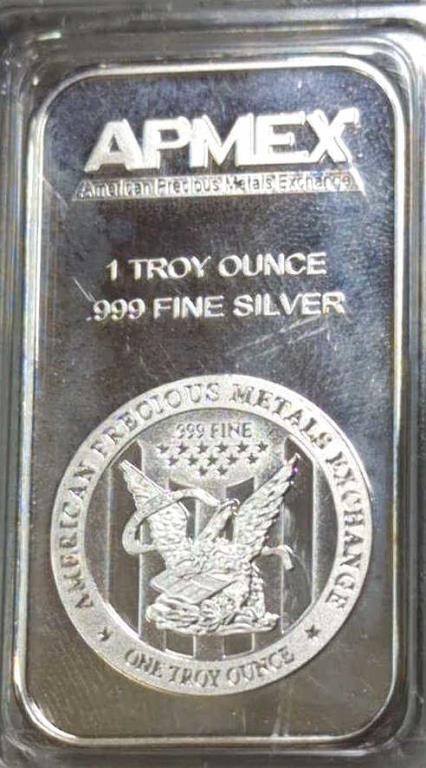 APMEX
American Precious Metals Exchange
1 TROY OUNCE
.999 FINE SILVER
AMERICAN PRECIOUS METALS EXCHANGE
999 FINE
ONE TROY OUNCE